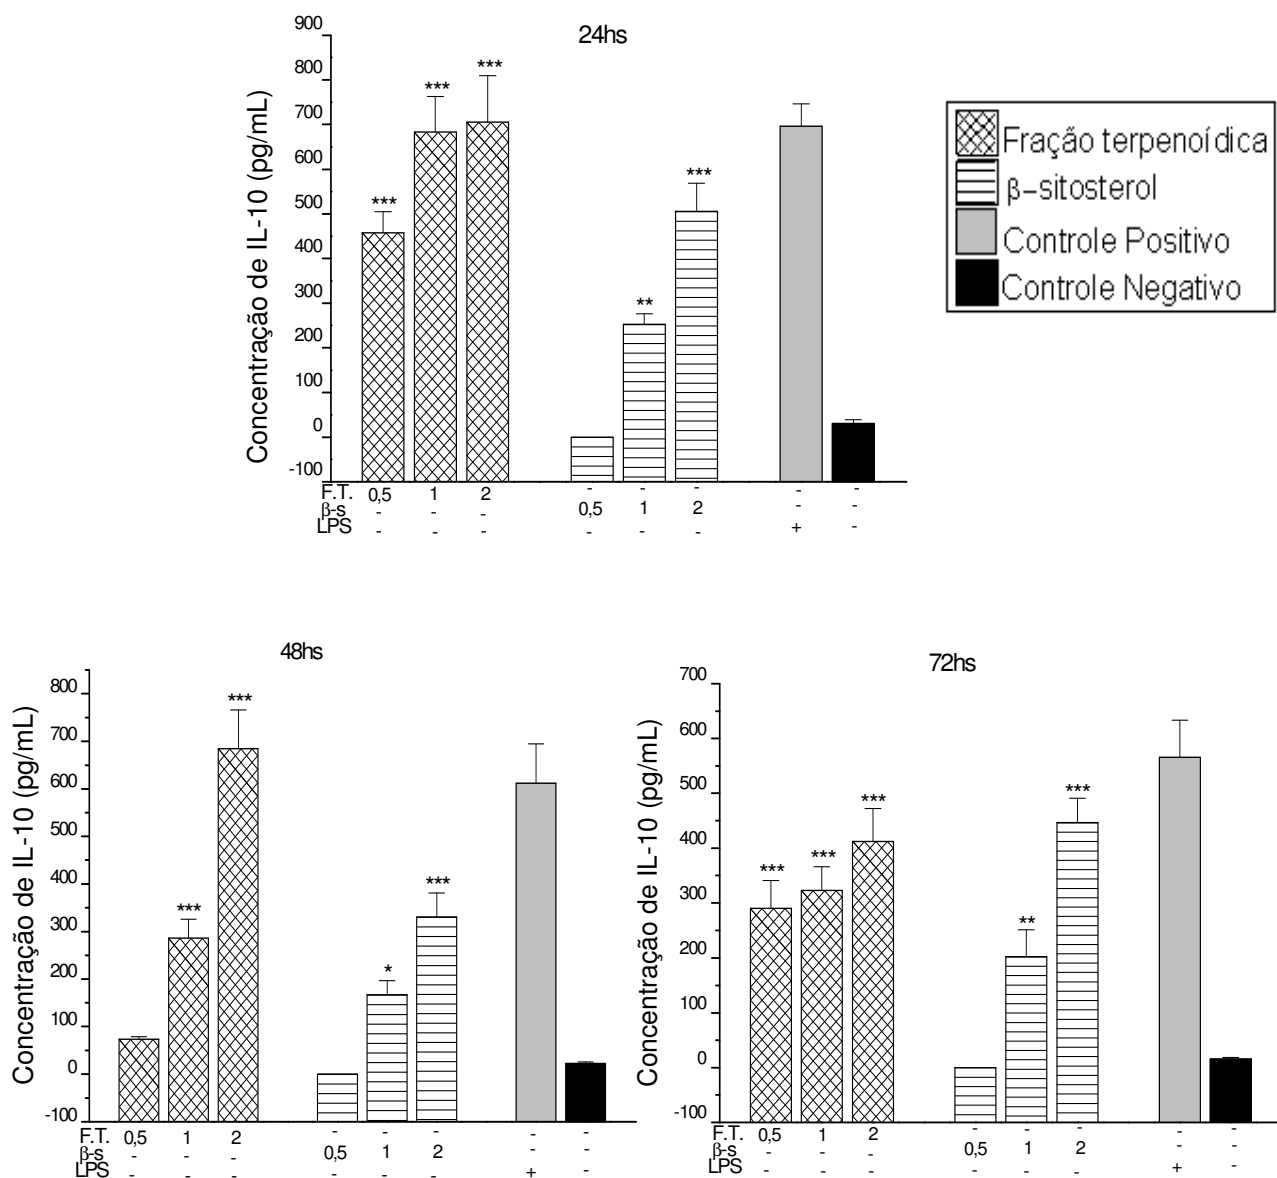 24hs
Concentração de IL-10 (pg/mL)
900
800
700
600
500
400
300
200
100
0
-100
*** *** *** ** ***
F.T. 0,5 1 2 - - - - -
β-s - - - 0,5 1 2 - -
LPS - - - - - - + -
Fração terpenoídica
β-sitosterol
Controle Positivo
Controle Negativo
48hs
Concentração de IL-10 (pg/mL)
800
700
600
500
400
300
200
100
0
-100
*** *** * ***
F.T. 0,5 1 2 - - - - -
β-s - - - 0,5 1 2 - -
LPS - - - - - - + -
72hs
Concentração de IL-10 (pg/mL)
700
600
500
400
300
200
100
0
-100
*** *** *** ** ***
F.T. 0,5 1 2 - - - - -
β-s - - - 0,5 1 2 - -
LPS - - - - - - + -